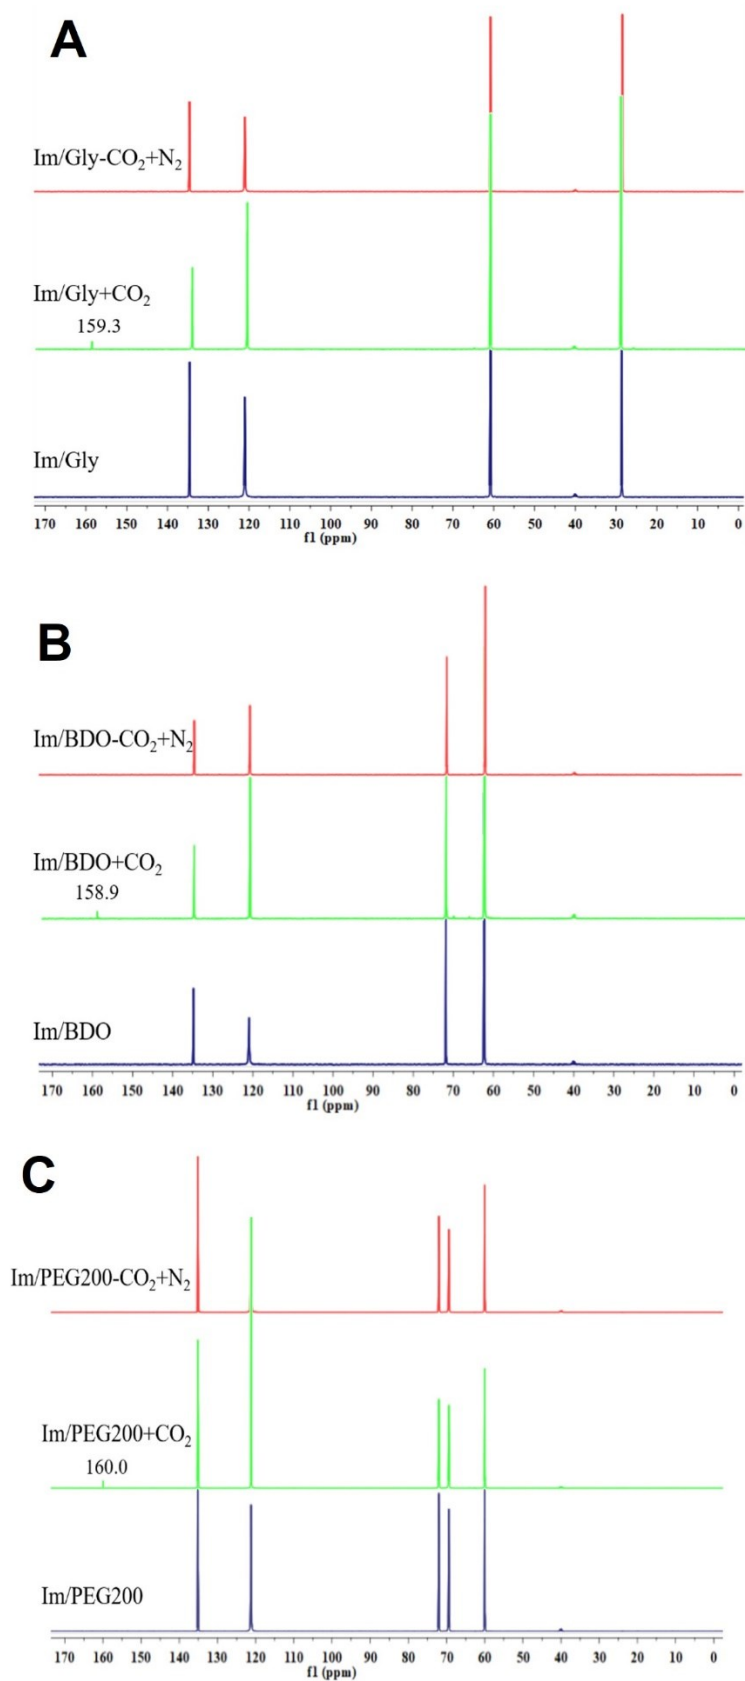 A
Im/Gly-CO₂+N₂
Im/Gly+CO₂
159.3
Im/Gly
170 160 150 140 130 120 110 100 90 80 70 60 50 40 30 20 10 0
f1 (ppm)
B
Im/BDO-CO₂+N₂
Im/BDO+CO₂
158.9
Im/BDO
170 160 150 140 130 120 110 100 90 80 70 60 50 40 30 20 10 0
f1 (ppm)
C
Im/PEG200-CO₂+N₂
Im/PEG200+CO₂
160.0
Im/PEG200
170 160 150 140 130 120 110 100 90 80 70 60 50 40 30 20 10 0
f1 (ppm)